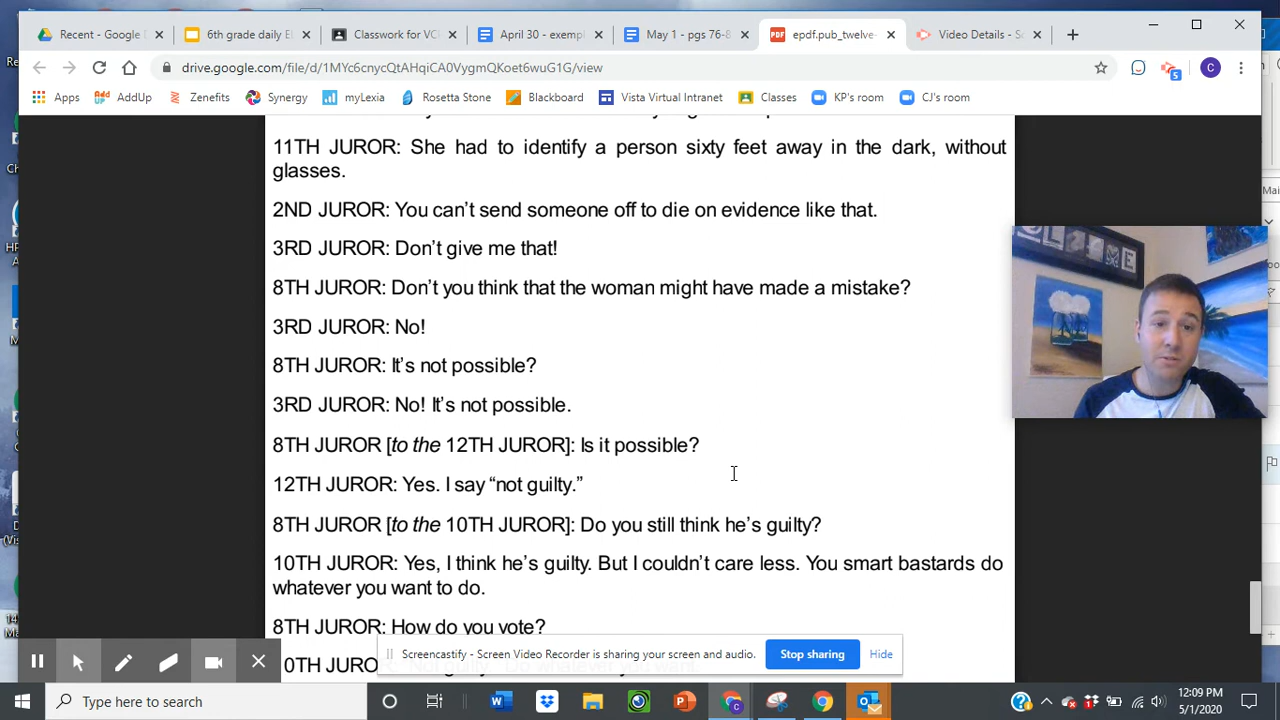 Recent - Google
6th grade daily El
Classwork for VC
April 30 - exemp
May 1 - pgs 76-8
PDF
epdf.pub_twelve-
Video Details - S
drive.google.com/file/d/1MYc6cnycQtAHqiCA0VygmQKoet6wuG1G/view
5
C
Apps
Add
AddUp
Zenefits
Synergy
myLexia
Rosetta Stone
Blackboard
Vista Virtual Intranet
Classes
KP's room
CJ's room
11TH JUROR: She had to identify a person sixty feet away in the dark, without
glasses.
2ND JUROR: You can't send someone off to die on evidence like that.
3RD JUROR: Don't give me that!
8TH JUROR: Don't you think that the woman might have made a mistake?
3RD JUROR: No!
8TH JUROR: It's not possible?
3RD JUROR: No! It's not possible.
8TH JUROR [to the 12TH JUROR]: Is it possible?
12TH JUROR: Yes. I say “not guilty.”
8TH JUROR [to the 10TH JUROR]: Do you still think he's guilty?
10TH JUROR: Yes, I think he's guilty. But I couldn't care less. You smart bastards do
whatever you want to do.
8TH JUROR: How do you vote?
0TH JUROR
Screencastify - Screen Video Recorder is sharing your screen and audio.
Stop sharing
Hide
Type here to search
12:09 PM
5/1/2020